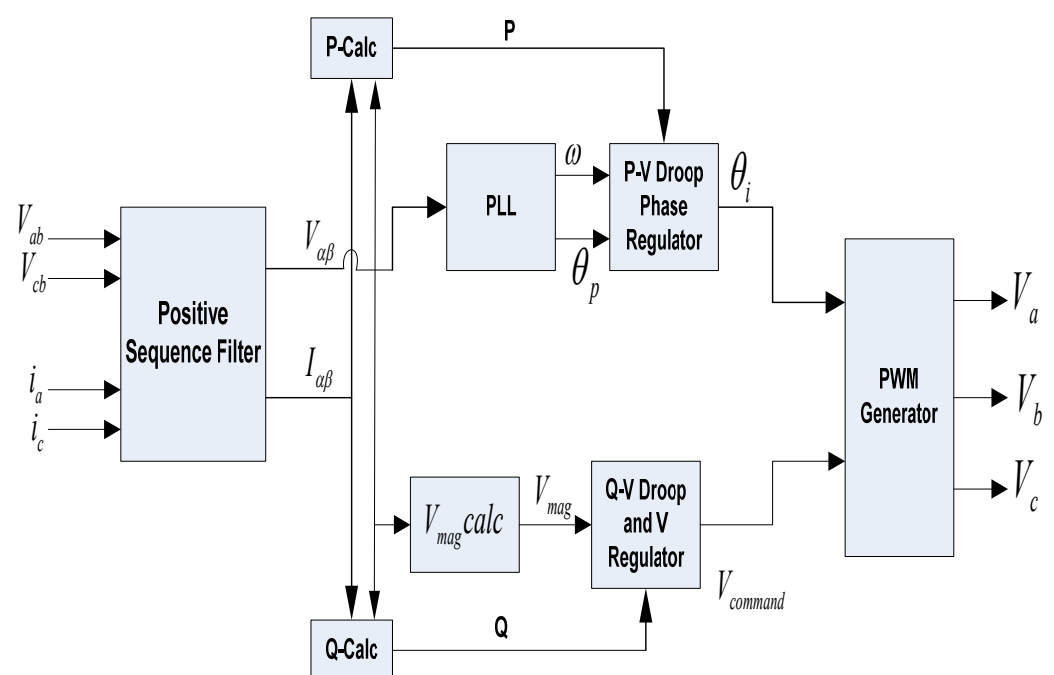 P-Calc
P
PLL
ω
θp
P-V Droop
Phase
Regulator
θi
Vab
Vcb
ia
ic
Positive
Sequence Filter
Vαβ
Iαβ
PWM
Generator
Va
Vb
Vc
Vmag calc
Vmag
Q-V Droop
and V
Regulator
Vcommand
Q-Calc
Q